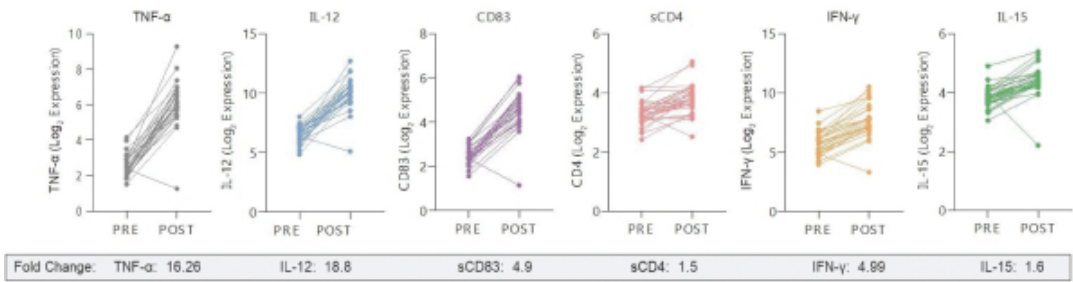 TNF-α IL-12 CD83 sCD4 IFN-γ IL-15
TNF-α (Log₂ Expression)
10
8
6
4
2
0
PRE POST
IL-12 (Log₂ Expression)
15
10
5
0
PRE POST
CD83 (Log₂ Expression)
8
6
4
2
0
PRE POST
CD4 (Log₂ Expression)
6
4
2
0
PRE POST
IFN-γ (Log₂ Expression)
15
10
5
0
PRE POST
IL-15 (Log₂ Expression)
6
4
2
0
PRE POST
Fold Change: TNF-α: 16.26 IL-12: 18.8 sCD83: 4.9 sCD4: 1.5 IFN-γ: 4.99 IL-15: 1.6